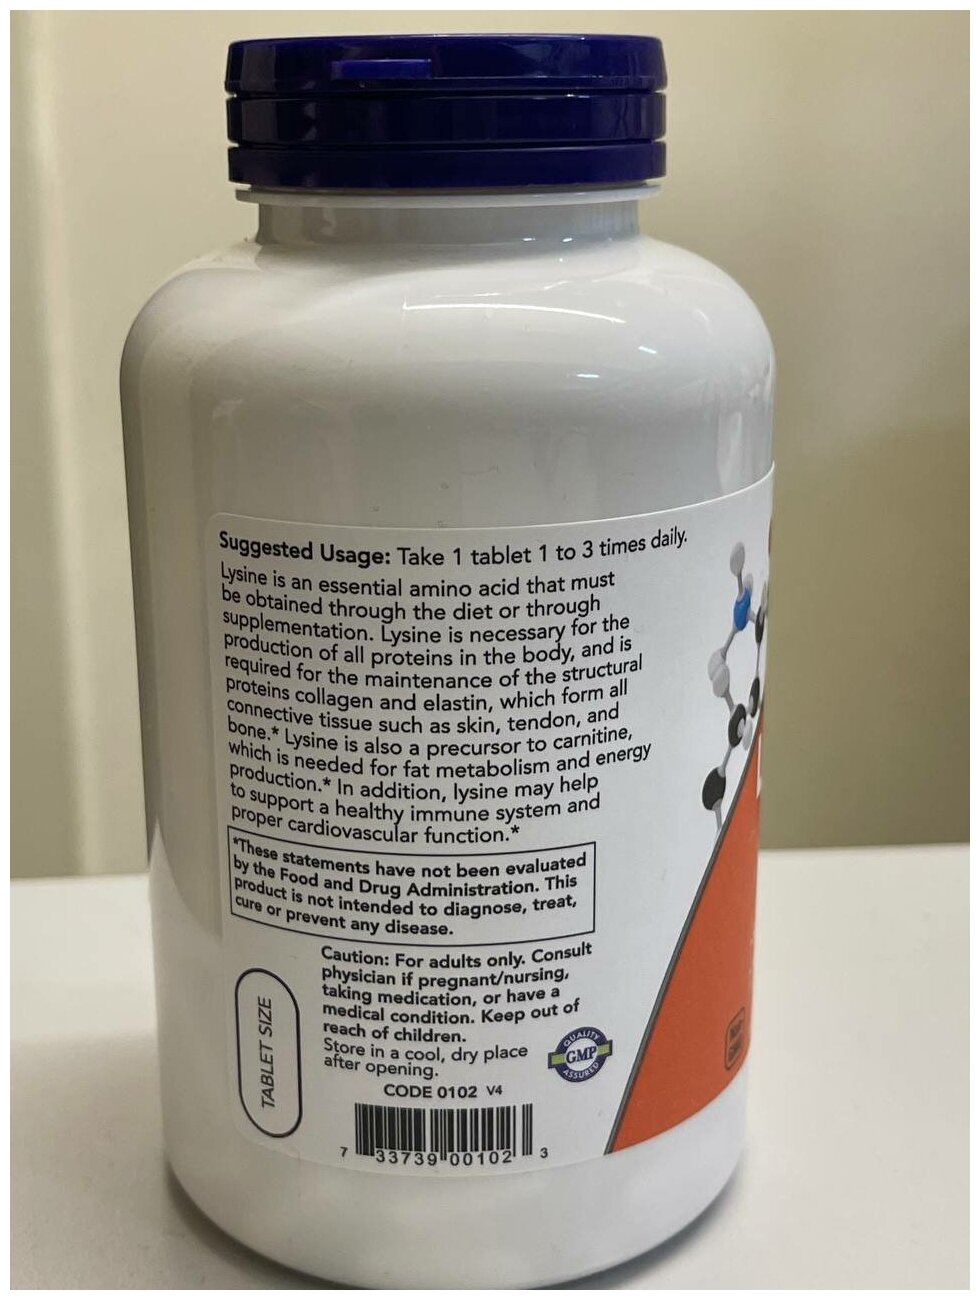 Suggested Usage: Take 1 tablet 1 to 3 times daily.
Lysine is an essential amino acid that must
be obtained through the diet or through
supplementation. Lysine is necessary for the
production of all proteins in the body, and is
required for the maintenance of the structural
proteins collagen and elastin, which form all
connective tissue such as skin, tendon, and
bone.* Lysine is also a precursor to carnitine,
which is needed for fat metabolism and energy
production.* In addition, lysine may help
to support a healthy immune system and
proper cardiovascular function.*
*These statements have not been evaluated
by the Food and Drug Administration. This
product is not intended to diagnose, treat,
cure or prevent any disease.
Caution: For adults only. Consult
physician if pregnant/nursing,
taking medication, or have a
medical condition. Keep out of
reach of children.
Store in a cool, dry place
after opening.
TABLET SIZE
QUALITY
GMP
ASSURED
CODE 0102 V4
7 33739 00102 3